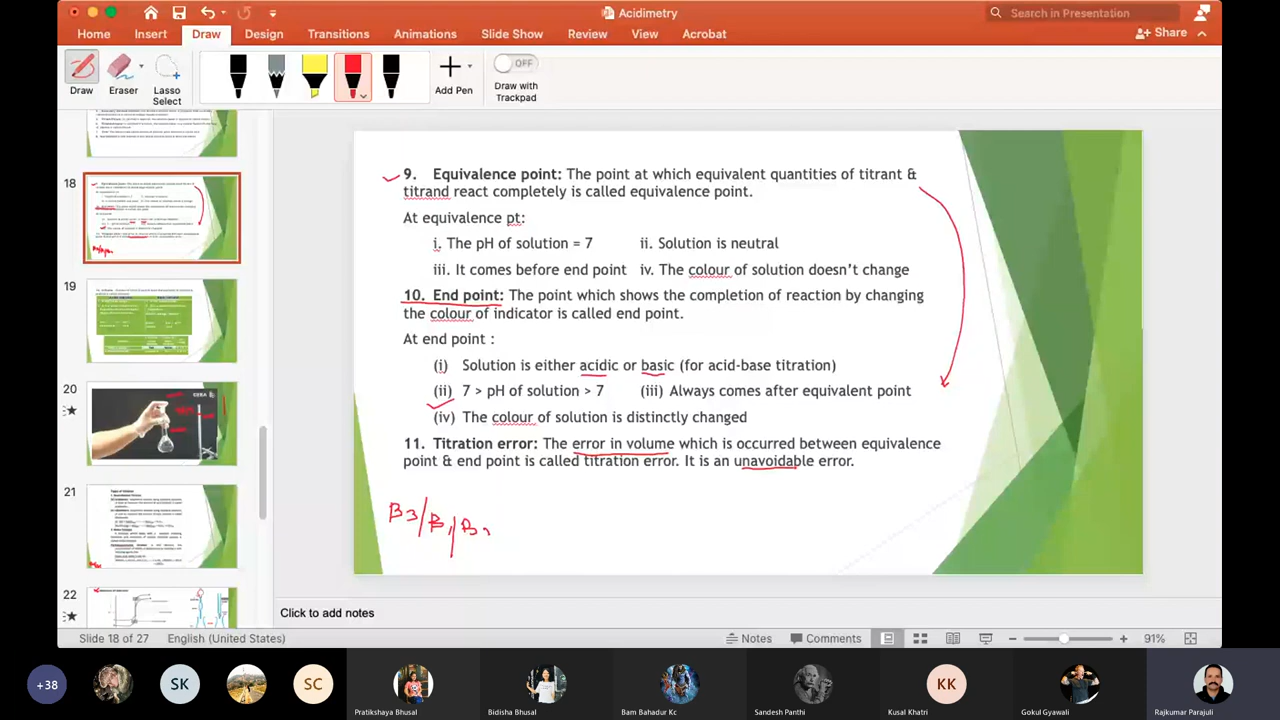 Acidimetry
Search in Presentation
Home Insert Draw Design Transitions Animations Slide Show Review View Acrobat
Share
OFF
Draw Eraser Lasso Select Add Pen Draw with Trackpad
18
19
20
21
22
9. Equivalence point: The point at which equivalent quantities of titrant &
titrand react completely is called equivalence point.
At equivalence pt:
i. The pH of solution = 7 ii. Solution is neutral
iii. It comes before end point iv. The colour of solution doesn't change
10. End point: The point which shows the completion of reaction by changing
the colour of indicator is called end point.
At end point :
(i) Solution is either acidic or basic (for acid-base titration)
(ii) 7 > pH of solution > 7 (iii) Always comes after equivalent point
(iv) The colour of solution is distinctly changed
11. Titration error: The error in volume which is occurred between equivalence
point & end point is called titration error. It is an unavoidable error.
Click to add notes
Slide 18 of 27 English (United States) Notes Comments 91%
+38 SK SC KK
Pratikshaya Bhusal Bidisha Bhusal Bam Bahadur Kc Sandesh Panthi Kusal Khatri Gokul Gyawali Rajkumar Parajuli